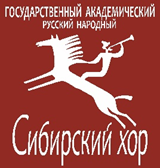 ГОСУДАРСТВЕННЫЙ АКАДЕМИЧЕСКИЙ
РУССКИЙ НАРОДНЫЙ
Сибирский хор